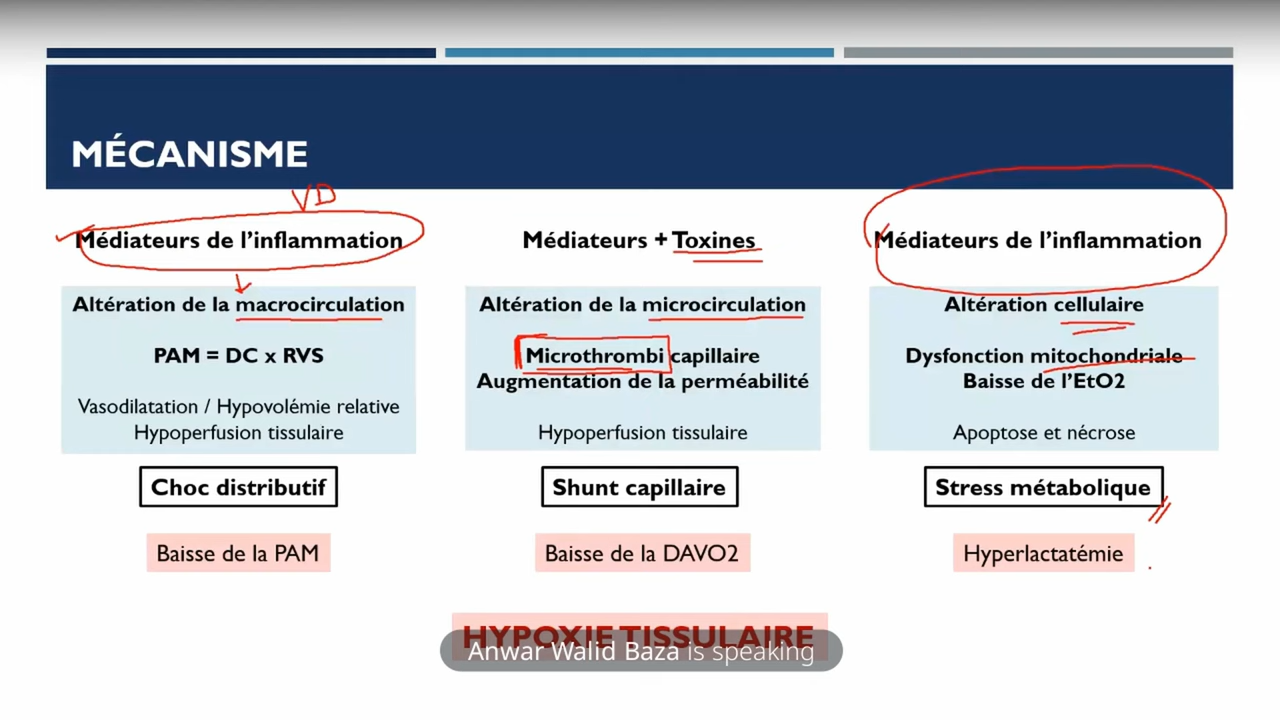 MÉCANISME
VD
Médiateurs de l’inflammation
Altération de la macrocirculation
PAM = DC x RVS
Vasodilatation / Hypovolémie relative
Hypoperfusion tissulaire
Choc distributif
Baisse de la PAM
Médiateurs + Toxines
Altération de la microcirculation
Microthrombi capillaire
Augmentation de la perméabilité
Hypoperfusion tissulaire
Shunt capillaire
Baisse de la DAVO2
Médiateurs de l’inflammation
Altération cellulaire
Dysfonction mitochondriale
Baisse de l’EtO2
Apoptose et nécrose
Stress métabolique
Hyperlactatémie
HYPOXIE TISSULAIRE
Anwar Walid Baza is speaking